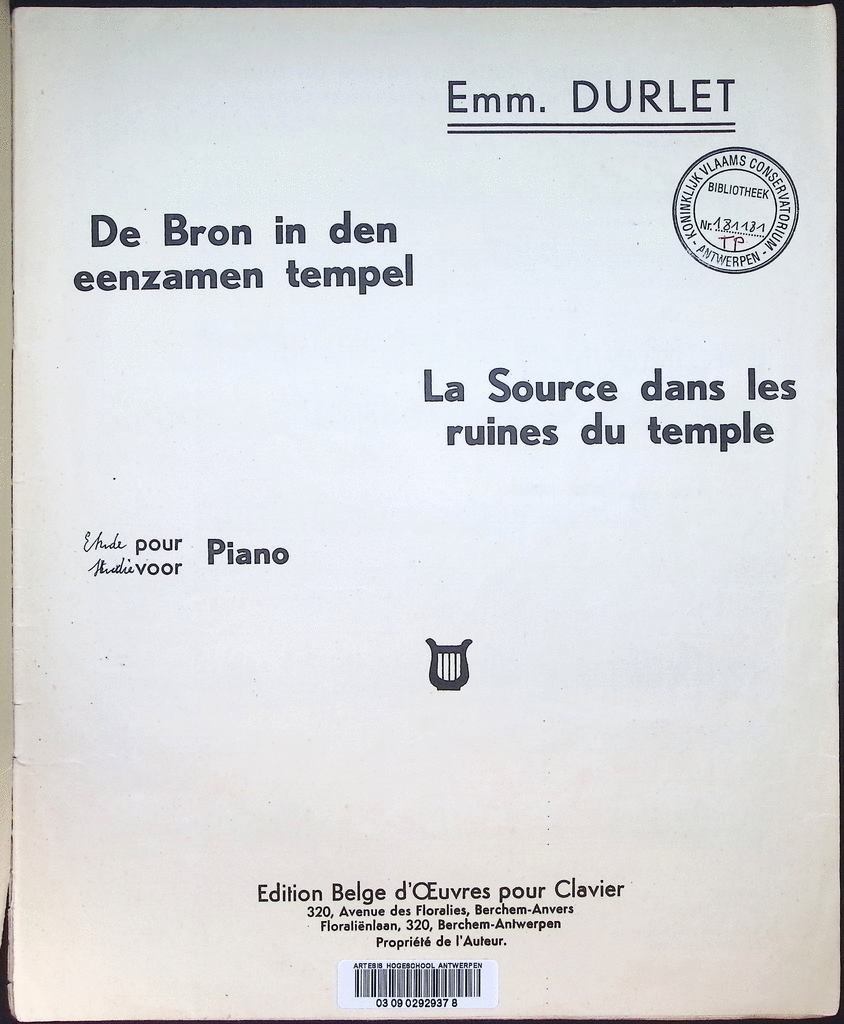 Emm. DURLET
KONINKLIJK VLAAMS CONSERVATORIUM
- ANTWERPEN -
BIBLIOTHEEK
Nr. 181181
TP
De Bron in den
eenzamen tempel
La Source dans les
ruines du temple
Etude pour
Studie voor
Piano
Edition Belge d'Œuvres pour Clavier
320, Avenue des Floralies, Berchem-Anvers
Floraliënlaan, 320, Berchem-Antwerpen
Propriété de l'Auteur.
ARTESIS HOGESCHOOL ANTWERPEN
03 09 0292937 8